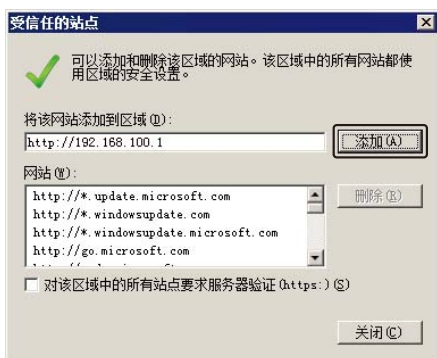 受信任的站点
可以添加和删除该区域的网站。该区域中的所有网站都使
用区域的安全设置。
将该网站添加到区域(D):
http://192.168.100.1
添加(A)
网站(W):
http://*.update.microsoft.com
http://*.windowsupdate.com
http://*.windowsupdate.microsoft.com
http://go.microsoft.com
删除(R)
对该区域中的所有站点要求服务器验证(https:)(S)
关闭(C)